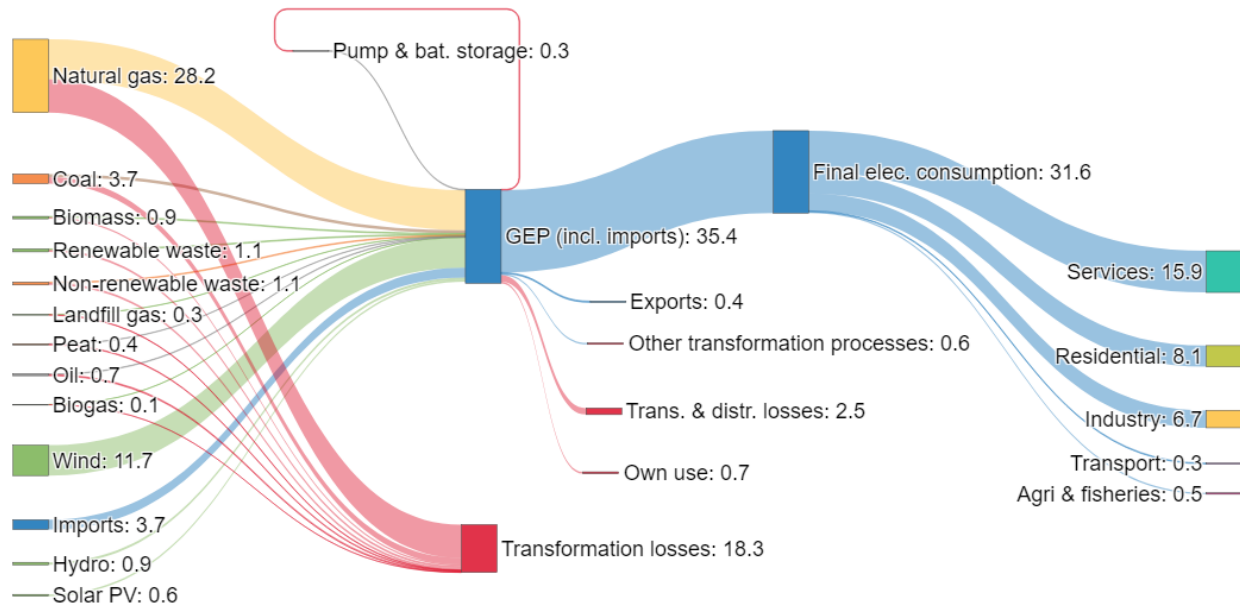 Pump & bat. storage: 0.3
Natural gas: 28.2
Coal: 3.7
Biomass: 0.9
Renewable waste: 1.1
Non-renewable waste: 1.1
Landfill gas: 0.3
Peat: 0.4
Oil: 0.7
Biogas: 0.1
Wind: 11.7
Imports: 3.7
Hydro: 0.9
Solar PV: 0.6
GEP (incl. imports): 35.4
Exports: 0.4
Other transformation processes: 0.6
Trans. & distr. losses: 2.5
Own use: 0.7
Transformation losses: 18.3
Final elec. consumption: 31.6
Services: 15.9
Residential: 8.1
Industry: 6.7
Transport: 0.3
Agri & fisheries: 0.5